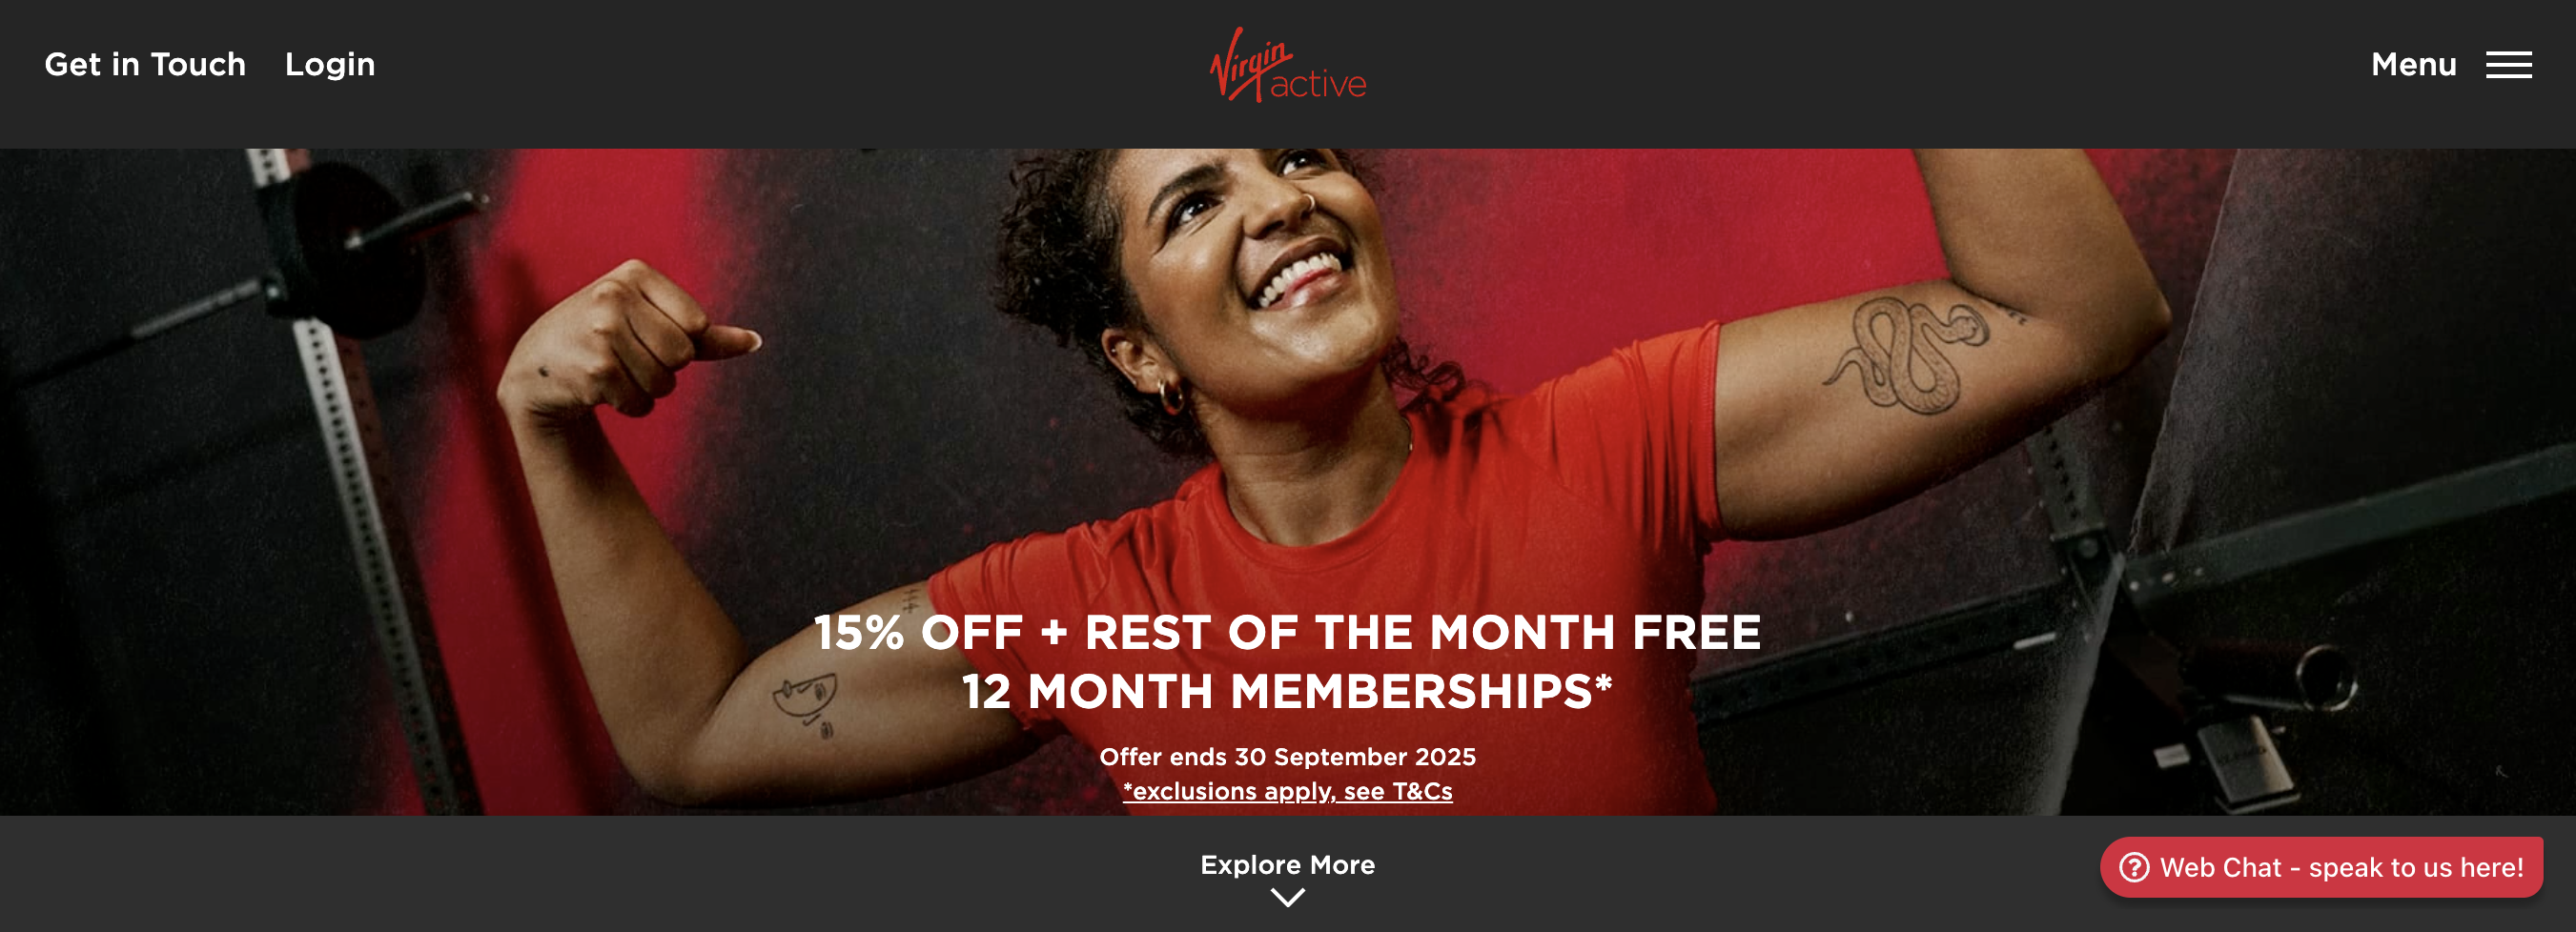 Get in Touch
Login
Virgin active
Menu
15% OFF + REST OF THE MONTH FREE
12 MONTH MEMBERSHIPS*
Offer ends 30 September 2025
*exclusions apply, see T&Cs
Explore More
Web Chat - speak to us here!